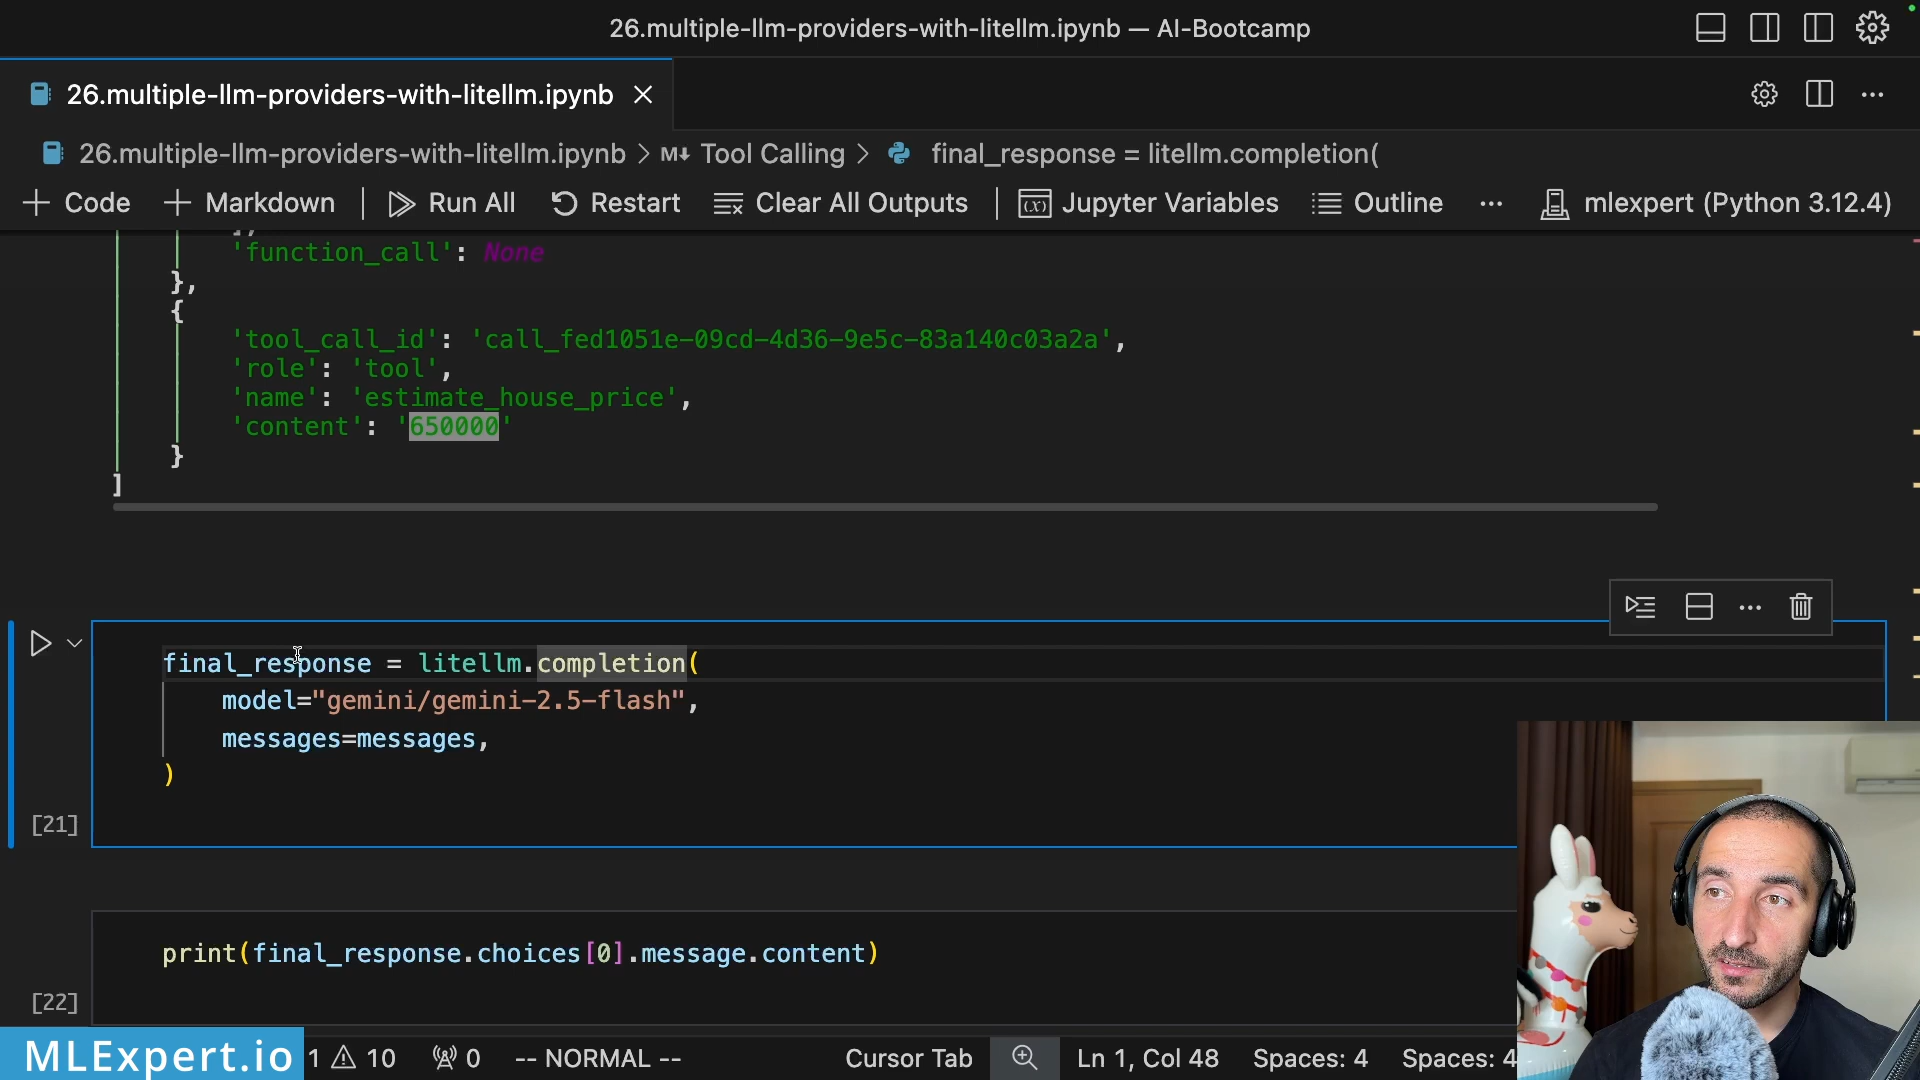 26.multiple-llm-providers-with-litellm.ipynb — AI-Bootcamp
26.multiple-llm-providers-with-litellm.ipynb
26.multiple-llm-providers-with-litellm.ipynb > M↓ Tool Calling > final_response = litellm.completion(
+ Code + Markdown | Run All Restart Clear All Outputs | Jupyter Variables Outline ... mlexpert (Python 3.12.4)
'function_call': None
},
{
'tool_call_id': 'call_fed1051e-09cd-4d36-9e5c-83a140c03a2a',
'role': 'tool',
'name': 'estimate_house_price',
'content': '650000'
}
]
final_response = litellm.completion(
model="gemini/gemini-2.5-flash",
messages=messages,
)
[21]
print(final_response.choices[0].message.content)
[22]
MLExpert.io 1 10 0 -- NORMAL -- Cursor Tab Ln 1, Col 48 Spaces: 4 Spaces: 4